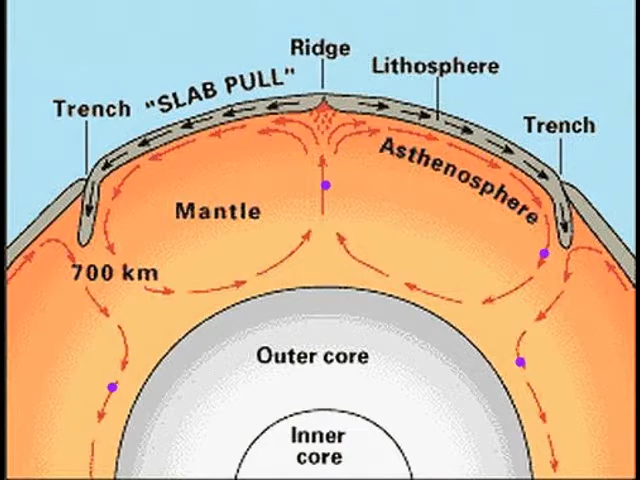 Ridge
Lithosphere
"SLAB PULL"
Trench
Trench
Asthenosphere
Mantle
700 km
Outer core
Inner
core